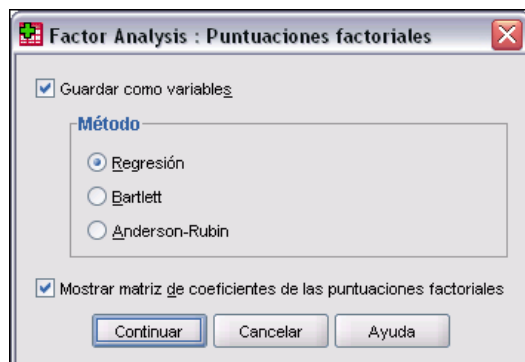 Factor Analysis : Puntuaciones factoriales
Guardar como variables
Método
Regresión
Bartlett
Anderson-Rubin
Mostrar matriz de coeficientes de las puntuaciones factoriales
Continuar Cancelar Ayuda